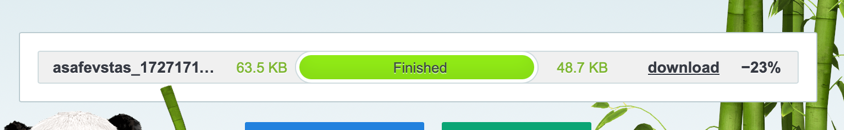 asafevstas_1727171... 63.5 KB Finished 48.7 KB download −23%